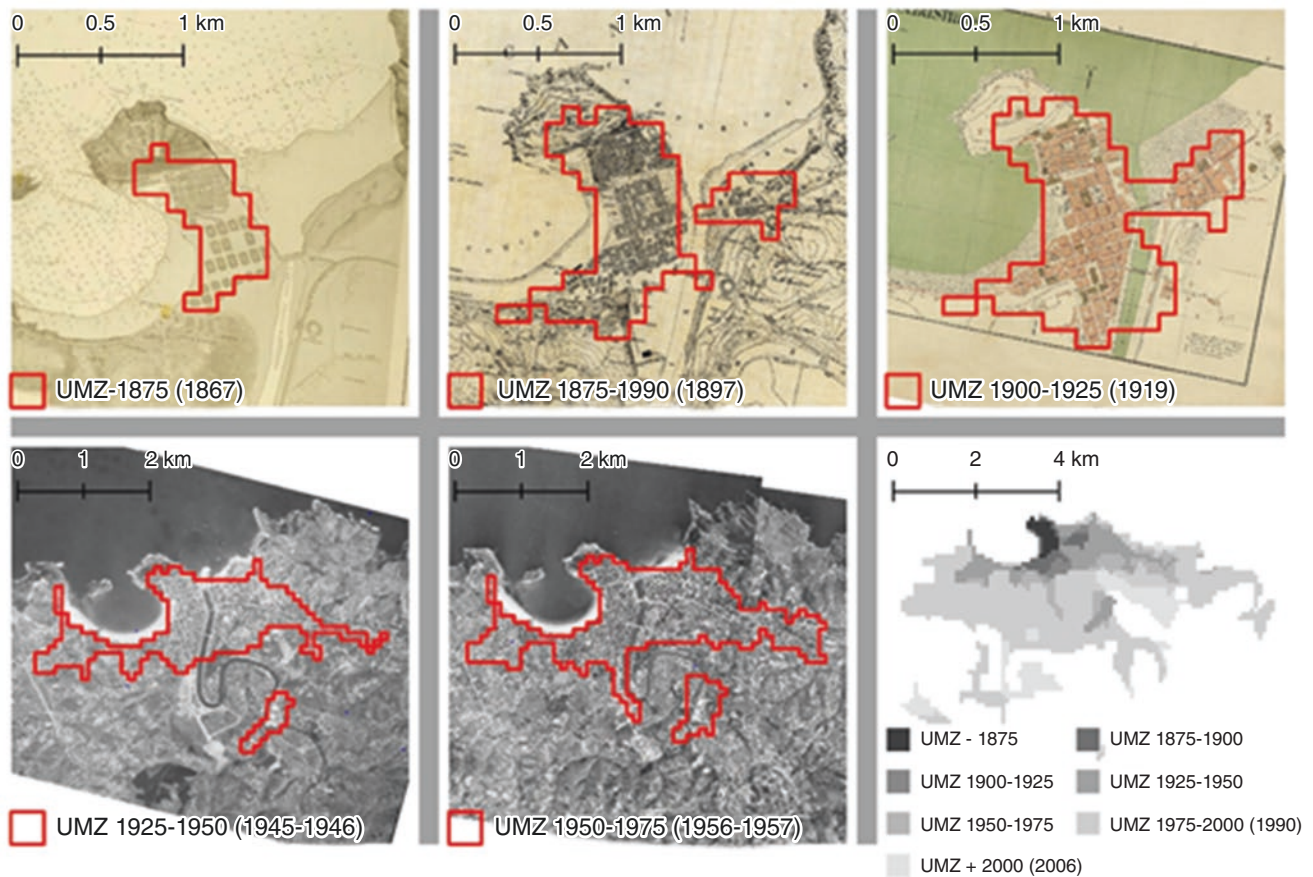 0 0.5 1 km
UMZ-1875 (1867)
0 0.5 1 km
UMZ 1875-1990 (1897)
0 0.5 1 km
UMZ 1900-1925 (1919)
0 1 2 km
UMZ 1925-1950 (1945-1946)
0 1 2 km
UMZ 1950-1975 (1956-1957)
0 2 4 km
UMZ - 1875
UMZ 1875-1900
UMZ 1900-1925
UMZ 1925-1950
UMZ 1950-1975
UMZ 1975-2000 (1990)
UMZ + 2000 (2006)